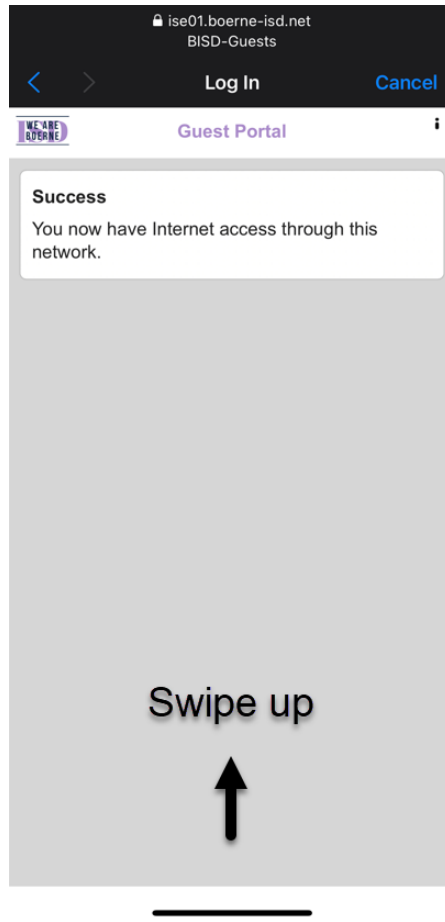 ise01.boerne-isd.net
BISD-Guests
Log In
Cancel
WE ARE
ISD
BOERNE
Guest Portal
i
Success
You now have Internet access through this
network.
Swipe up